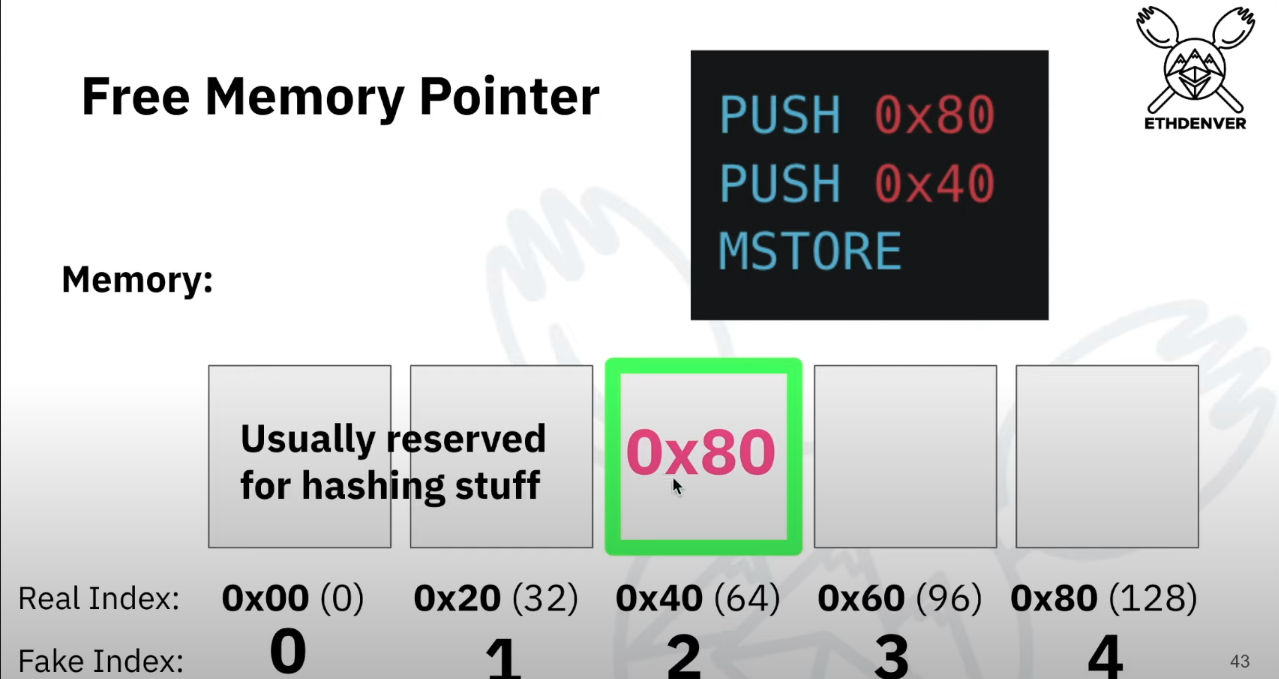 Free Memory Pointer
PUSH 0x80
PUSH 0x40
MSTORE
ETHDENVER
Memory:
Usually reserved
for hashing stuff
0x80
Real Index: 0x00 (0) 0x20 (32) 0x40 (64) 0x60 (96) 0x80 (128)
Fake Index: 0 1 2 3 4
43